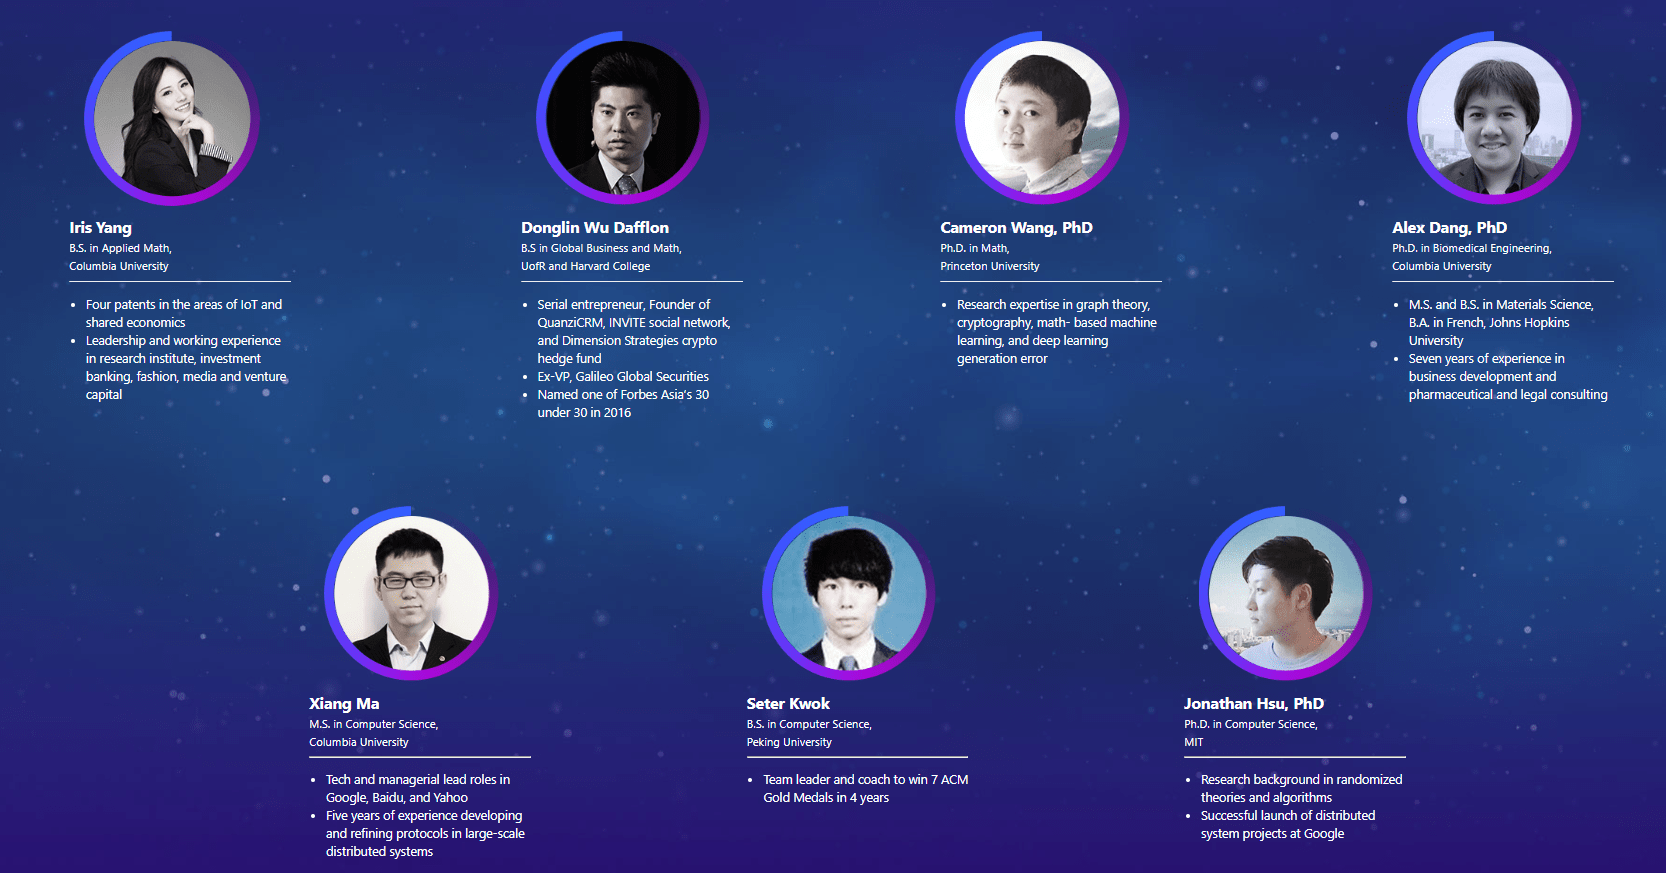 Iris Yang
B.S. in Applied Math,
Columbia University
Four patents in the areas of IoT and
shared economics
Leadership and working experience
in research institute, investment
banking, fashion, media and venture
capital
Donglin Wu Dafflon
B.S in Global Business and Math,
UofR and Harvard College
Serial entrepreneur, Founder of
QuanziCRM, INVITE social network,
and Dimension Strategies crypto
hedge fund
Ex-VP, Galileo Global Securities
Named one of Forbes Asia's 30
under 30 in 2016
Cameron Wang, PhD
Ph.D. in Math,
Princeton University
Research expertise in graph theory,
cryptography, math- based machine
learning, and deep learning
generation error
Alex Dang, PhD
Ph.D. in Biomedical Engineering,
Columbia University
M.S. and B.S. in Materials Science,
B.A. in French, Johns Hopkins
University
Seven years of experience in
business development and
pharmaceutical and legal consulting
Xiang Ma
M.S. in Computer Science,
Columbia University
Tech and managerial lead roles in
Google, Baidu, and Yahoo
Five years of experience developing
and refining protocols in large-scale
distributed systems
Seter Kwok
B.S. in Computer Science,
Peking University
Team leader and coach to win 7 ACM
Gold Medals in 4 years
Jonathan Hsu, PhD
Ph.D. in Computer Science,
MIT
Research background in randomized
theories and algorithms
Successful launch of distributed
system projects at Google